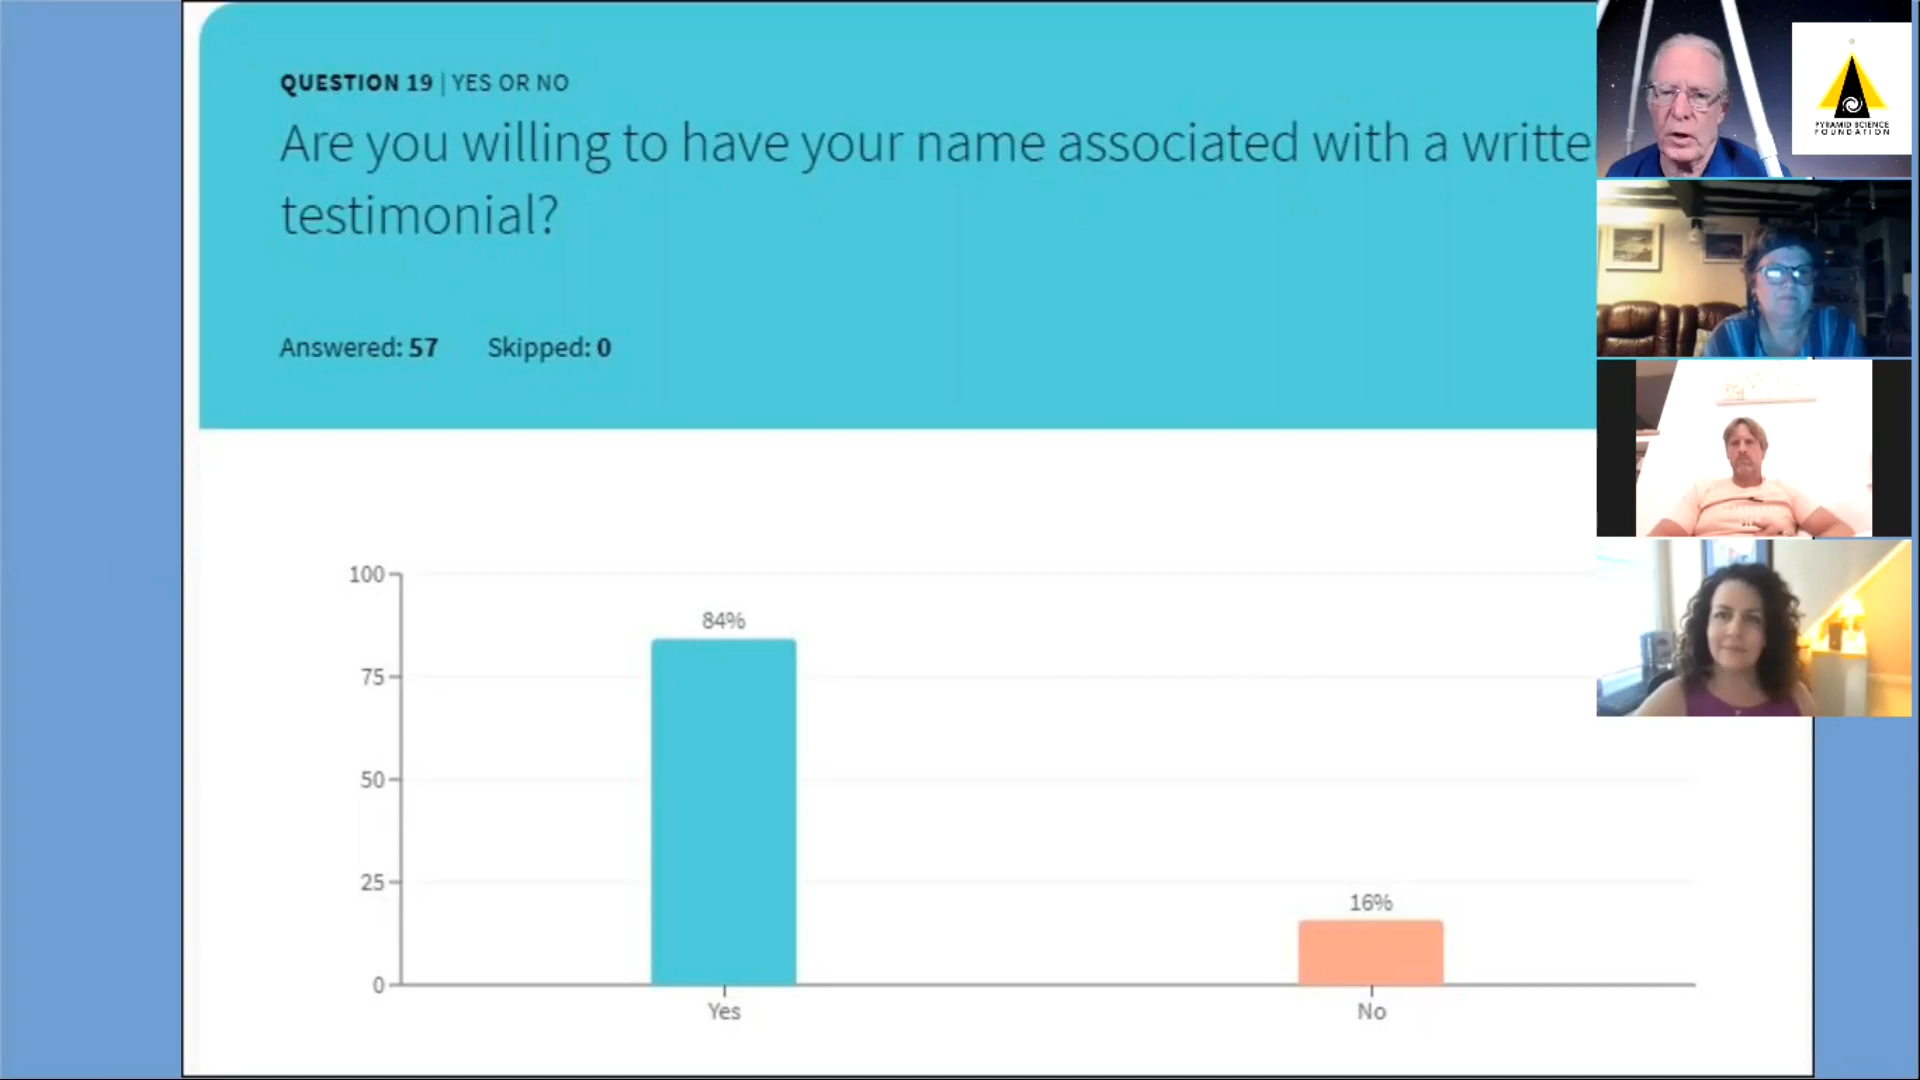 QUESTION 19 | YES OR NO
Are you willing to have your name associated with a writte
testimonial?
Answered: 57 Skipped: 0
100
75
50
25
0
84%
16%
Yes
No
PYRAMID SCIENCE
FOUNDATION